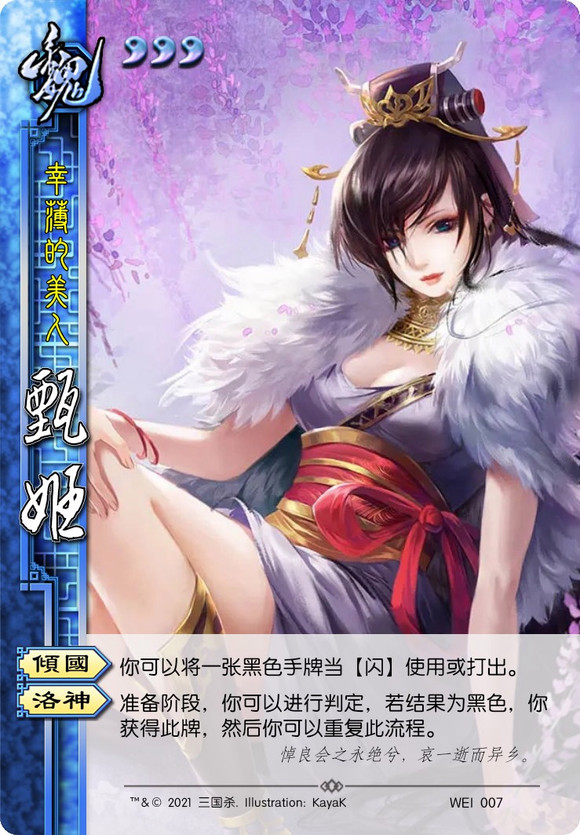 魏
幸薄的美人
甄姬
傾國
你可以将一张黑色手牌当【闪】使用或打出。
洛神
准备阶段，你可以进行判定，若结果为黑色，你
获得此牌，然后你可以重复此流程。
悼良会之永绝兮，哀一逝而异乡。
™&© 2021 三国杀. Illustration: KayaK
WEI 007